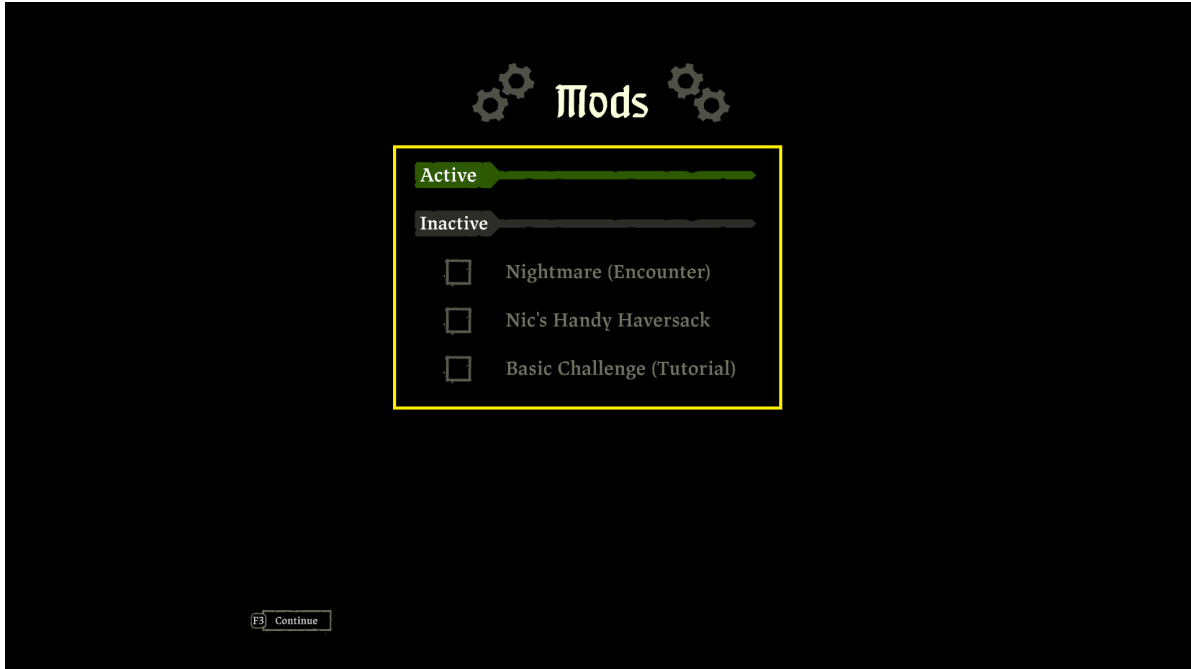 Mods
Active
Inactive
Nightmare (Encounter)
Nic's Handy Haversack
Basic Challenge (Tutorial)
F3 Continue